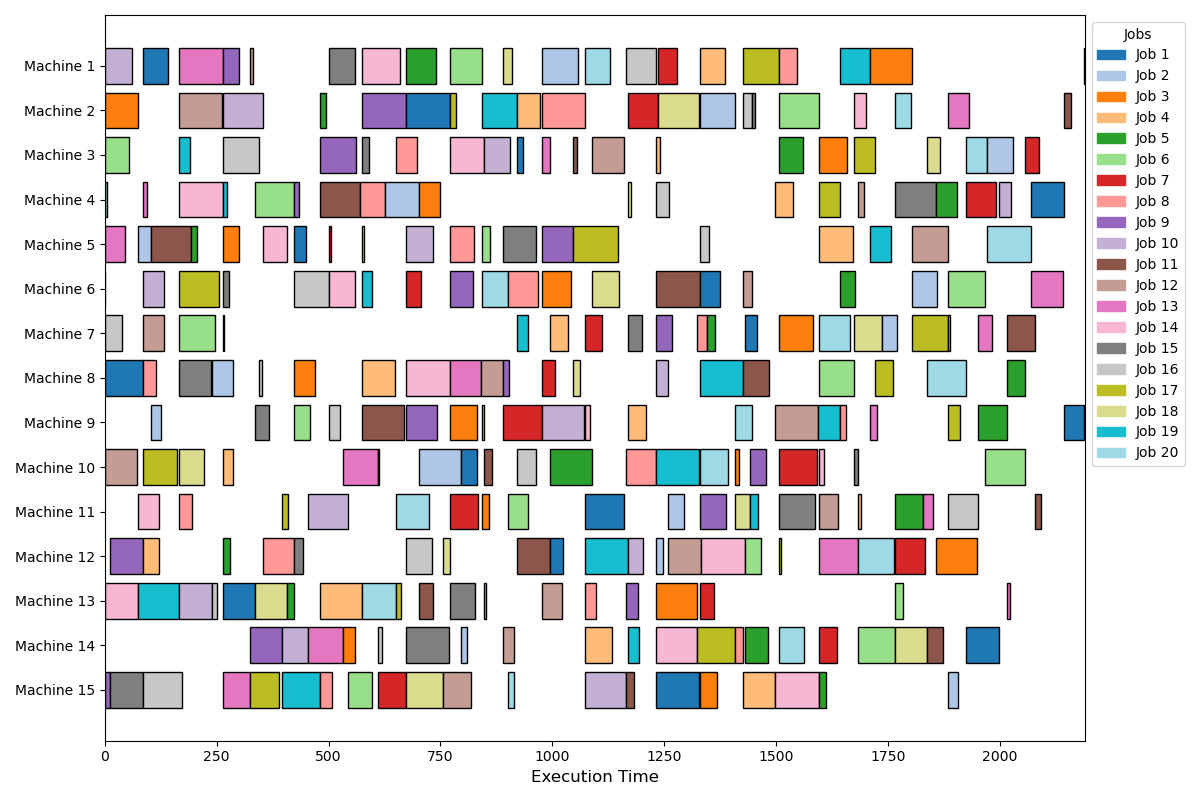 Machine 1
Machine 2
Machine 3
Machine 4
Machine 5
Machine 6
Machine 7
Machine 8
Machine 9
Machine 10
Machine 11
Machine 12
Machine 13
Machine 14
Machine 15
0 250 500 750 1000 1250 1500 1750 2000
Execution Time
Jobs
Job 1
Job 2
Job 3
Job 4
Job 5
Job 6
Job 7
Job 8
Job 9
Job 10
Job 11
Job 12
Job 13
Job 14
Job 15
Job 16
Job 17
Job 18
Job 19
Job 20